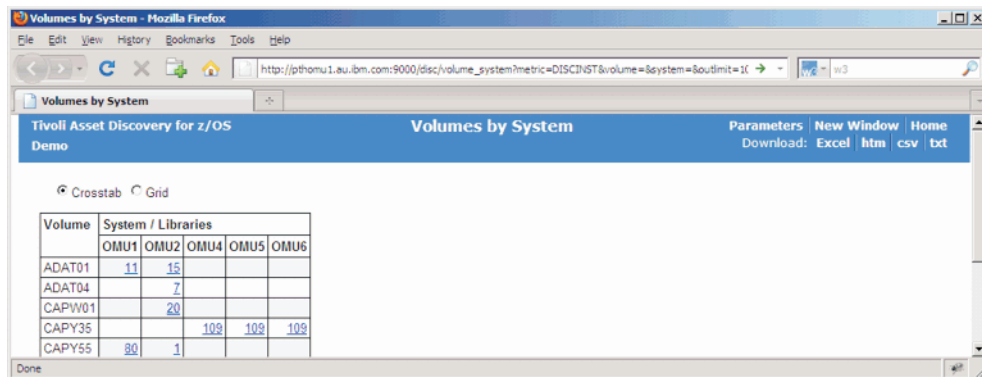 Volumes by System - Mozilla Firefox
File Edit View History Bookmarks Tools Help
http://pthomu1.au.ibm.com:9000/disc/volume_system?metric=DISCINST&volume=&system=&outlimit=1( w3
Volumes by System
Tivoli Asset Discovery for z/OS Volumes by System Parameters New Window Home
Demo Download: Excel htm csv txt
Crosstab Grid
Volume System / Libraries
OMU1 OMU2 OMU4 OMU5 OMU6
ADAT01 11 15
ADAT04 7
CAPW01 20
CAPY35 109 109 109
CAPY55 80 1
Done